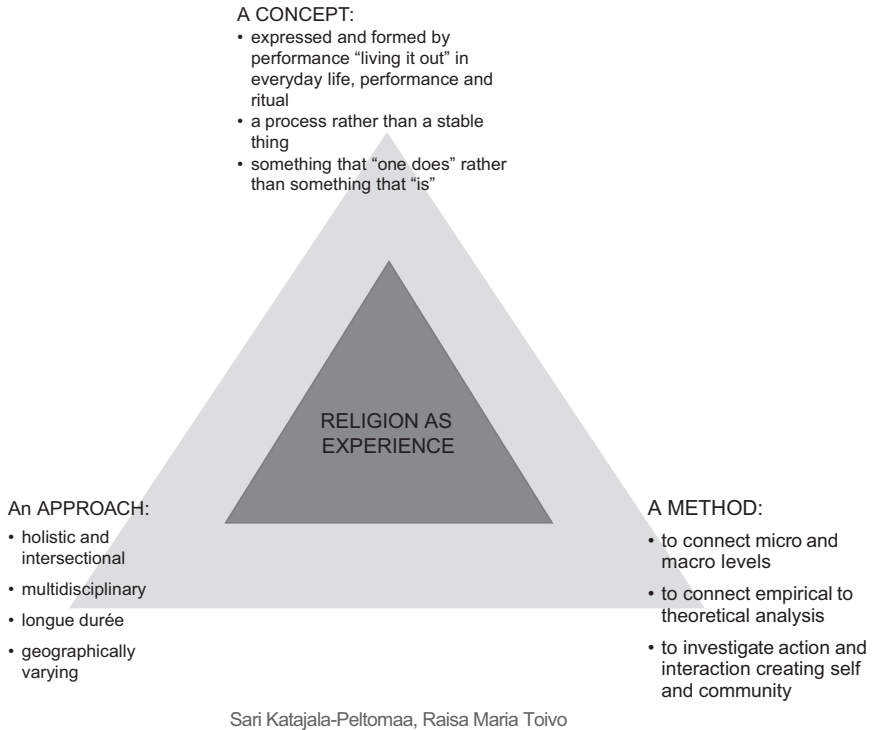 A CONCEPT:
• expressed and formed by
performance “living it out” in
everyday life, performance and
ritual
• a process rather than a stable
thing
• something that “one does” rather
than something that “is”
RELIGION AS
EXPERIENCE
An APPROACH:
• holistic and
intersectional
• multidisciplinary
• longue durée
• geographically
varying
A METHOD:
• to connect micro and
macro levels
• to connect empirical to
theoretical analysis
• to investigate action and
interaction creating self
and community
Sari Katajala-Peltomaa, Raisa Maria Toivo